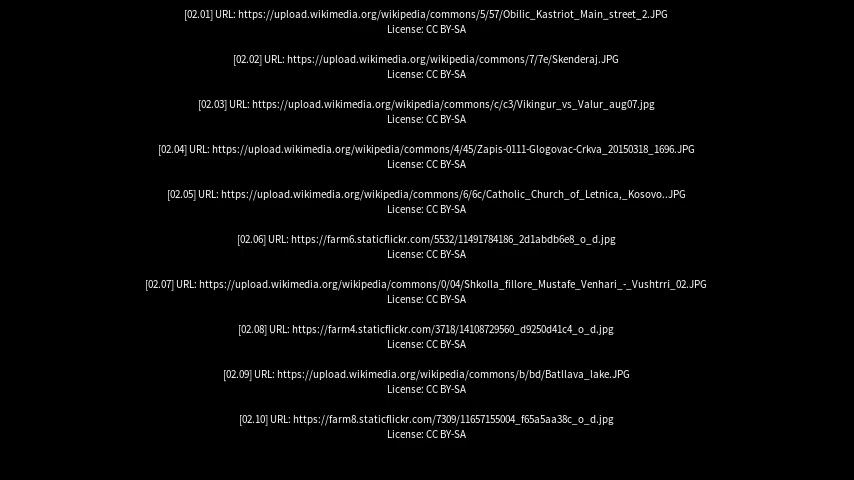 [02.01] URL: https://upload.wikimedia.org/wikipedia/commons/5/57/Obilic_Kastriot_Main_street_2.JPG
License: CC BY-SA
[02.02] URL: https://upload.wikimedia.org/wikipedia/commons/7/7e/Skenderaj.JPG
License: CC BY-SA
[02.03] URL: https://upload.wikimedia.org/wikipedia/commons/c/c3/Vikingur_vs_Valur_aug07.jpg
License: CC BY-SA
[02.04] URL: https://upload.wikimedia.org/wikipedia/commons/4/45/Zapis-0111-Glogovac-Crkva_20150318_1696.JPG
License: CC BY-SA
[02.05] URL: https://upload.wikimedia.org/wikipedia/commons/6/6c/Catholic_Church_of_Letnica,_Kosovo..JPG
License: CC BY-SA
[02.06] URL: https://farm6.staticflickr.com/5532/11491784186_2d1abdb6e8_o_d.jpg
License: CC BY-SA
[02.07] URL: https://upload.wikimedia.org/wikipedia/commons/0/04/Shkolla_fillore_Mustafe_Venhari_-_Vushtrri_02.JPG
License: CC BY-SA
[02.08] URL: https://farm4.staticflickr.com/3718/14108729560_d9250d41c4_o_d.jpg
License: CC BY-SA
[02.09] URL: https://upload.wikimedia.org/wikipedia/commons/b/bd/Batllava_lake.JPG
License: CC BY-SA
[02.10] URL: https://farm8.staticflickr.com/7309/11657155004_f65a5aa38c_o_d.jpg
License: CC BY-SA